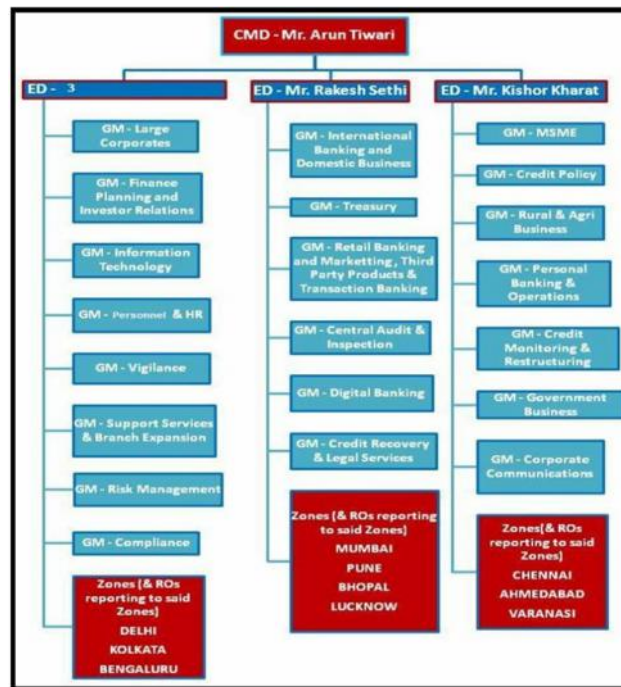 CMD - Mr. Arun Tiwari
ED - 3
GM - Large
Corporates
GM - Finance
Planning and
Investor Relations
GM - Information
Technology
GM - Personnel & HR
GM - Vigilance
GM - Support Services
& Branch Expansion
GM - Risk Management
GM - Compliance
Zones (& ROs
reporting to said
Zones)
DELHI
KOLKATA
BENGALURU
ED - Mr. Rakesh Sethi
GM - International
Banking and
Domestic Business
GM - Treasury
GM - Retail Banking
and Marketting, Third
Party Products &
Transaction Banking
GM - Central Audit &
Inspection
GM - Digital Banking
GM - Credit Recovery
& Legal Services
Zones (& ROs reporting
to said Zones)
MUMBAI
PUNE
BHOPAL
LUCKNOW
ED - Mr. Kishor Kharat
GM - MSME
GM - Credit Policy
GM - Rural & Agri
Business
GM - Personal
Banking &
Operations
GM - Credit
Monitoring &
Restructuring
GM - Government
Business
GM - Corporate
Communications
Zones(& ROs
reporting to said
Zones)
CHENNAI
AHMEDABAD
VARANASI